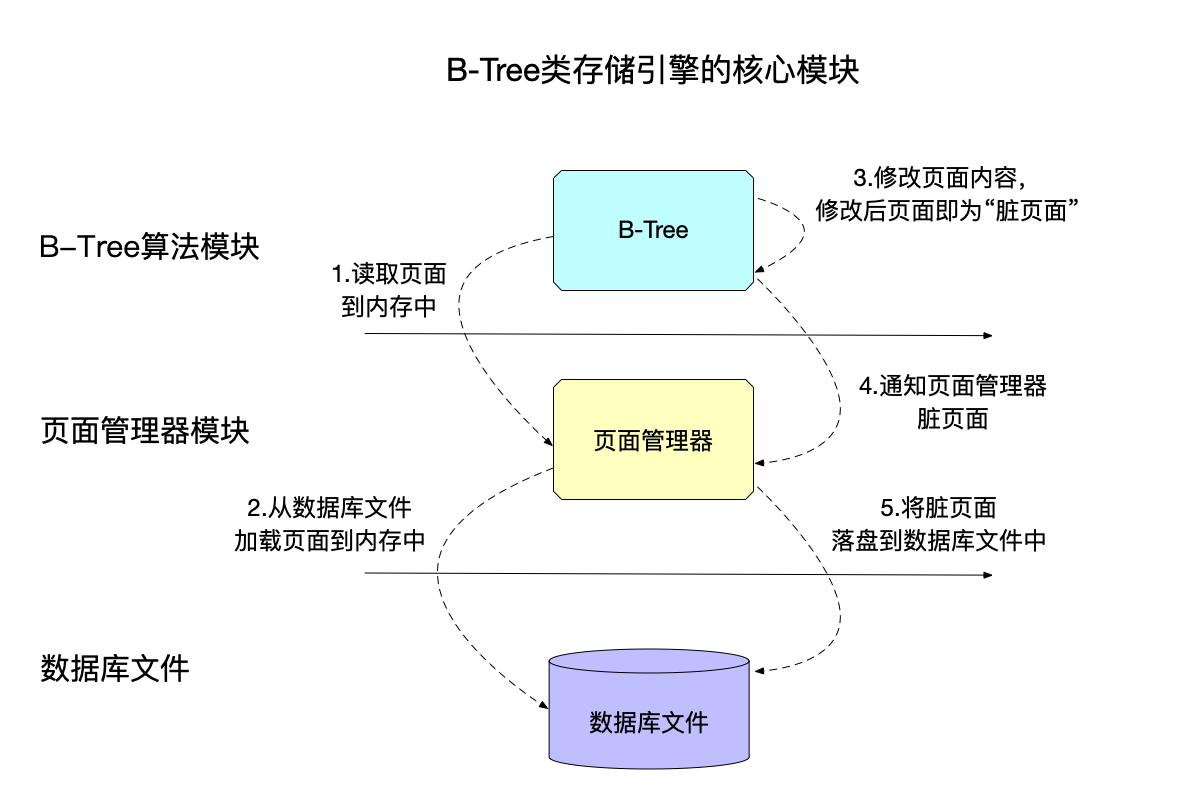 B-Tree类存储引擎的核心模块
B-Tree
3.修改页面内容，
修改后页面即为“脏页面”
B–Tree算法模块
1.读取页面
到内存中
4.通知页面管理器
脏页面
页面管理器模块
页面管理器
2.从数据库文件
加载页面到内存中
5.将脏页面
落盘到数据库文件中
数据库文件
数据库文件